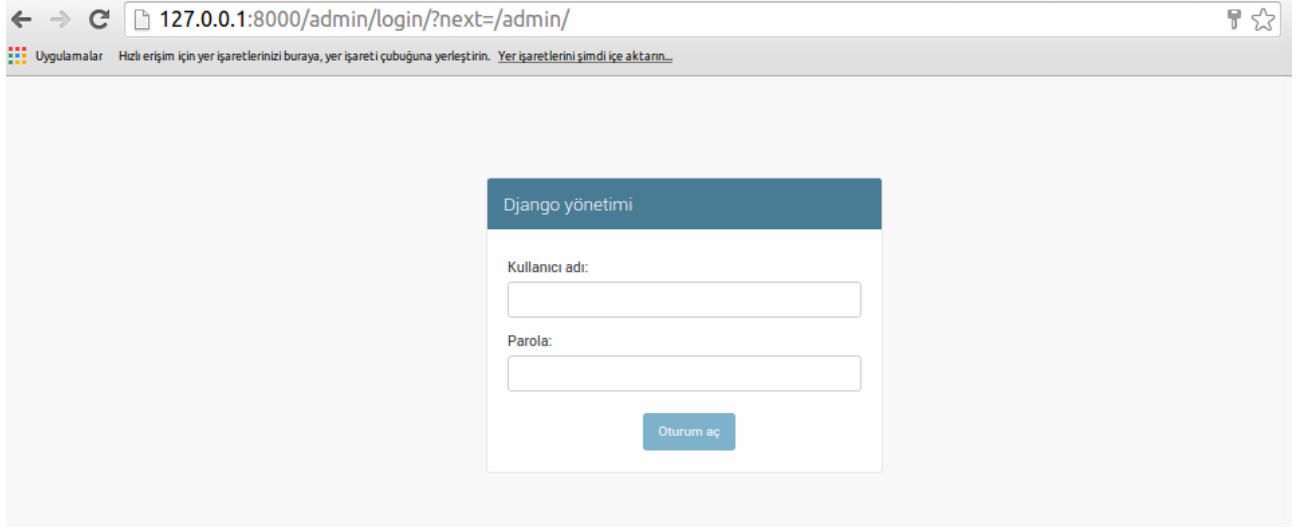 127.0.0.1:8000/admin/login/?next=/admin/
Uygulamalar Hızlı erişim için yer işaretlerinizi buraya, yer işareti çubuğuna yerleştirin. Yer işaretlerini şimdi içe aktarın...
Django yönetimi
Kullanıcı adı:
Parola:
Oturum aç